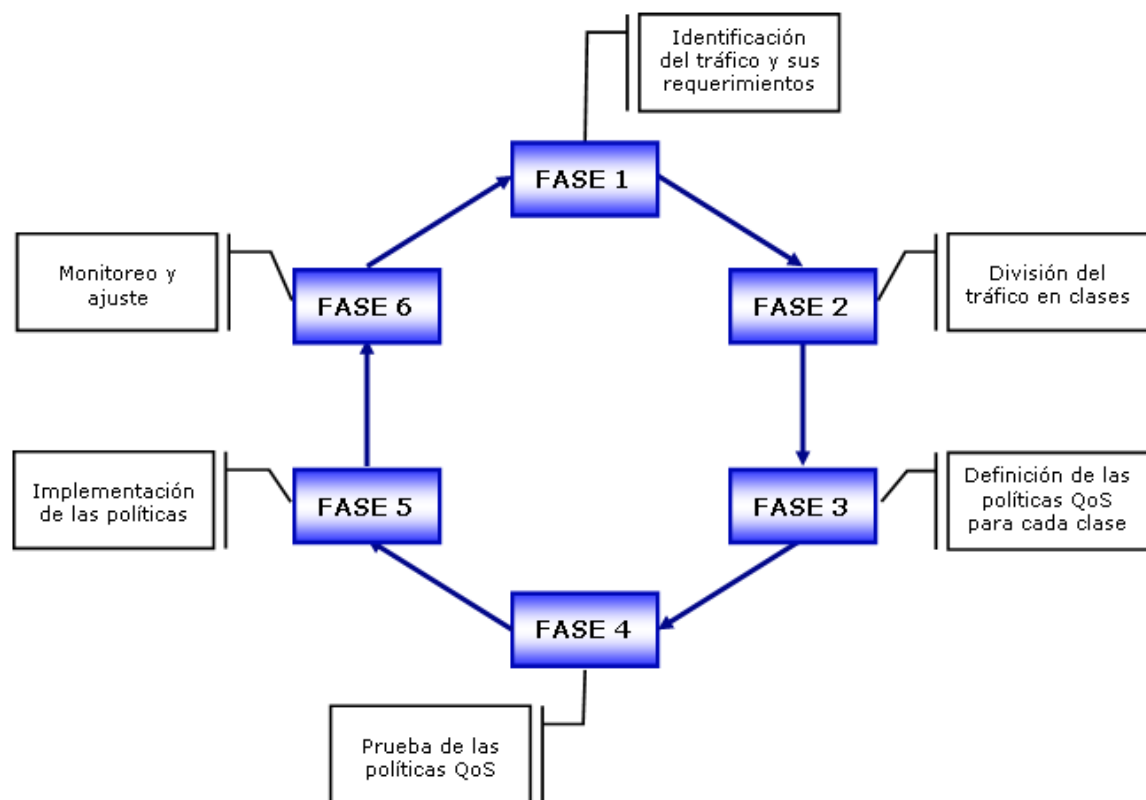 Identificación
del tráfico y sus
requerimientos
FASE 1
Monitoreo y
ajuste
FASE 6
FASE 2
División del
tráfico en clases
Implementación
de las políticas
FASE 5
FASE 3
Definición de las
políticas QoS
para cada clase
FASE 4
Prueba de las
políticas QoS